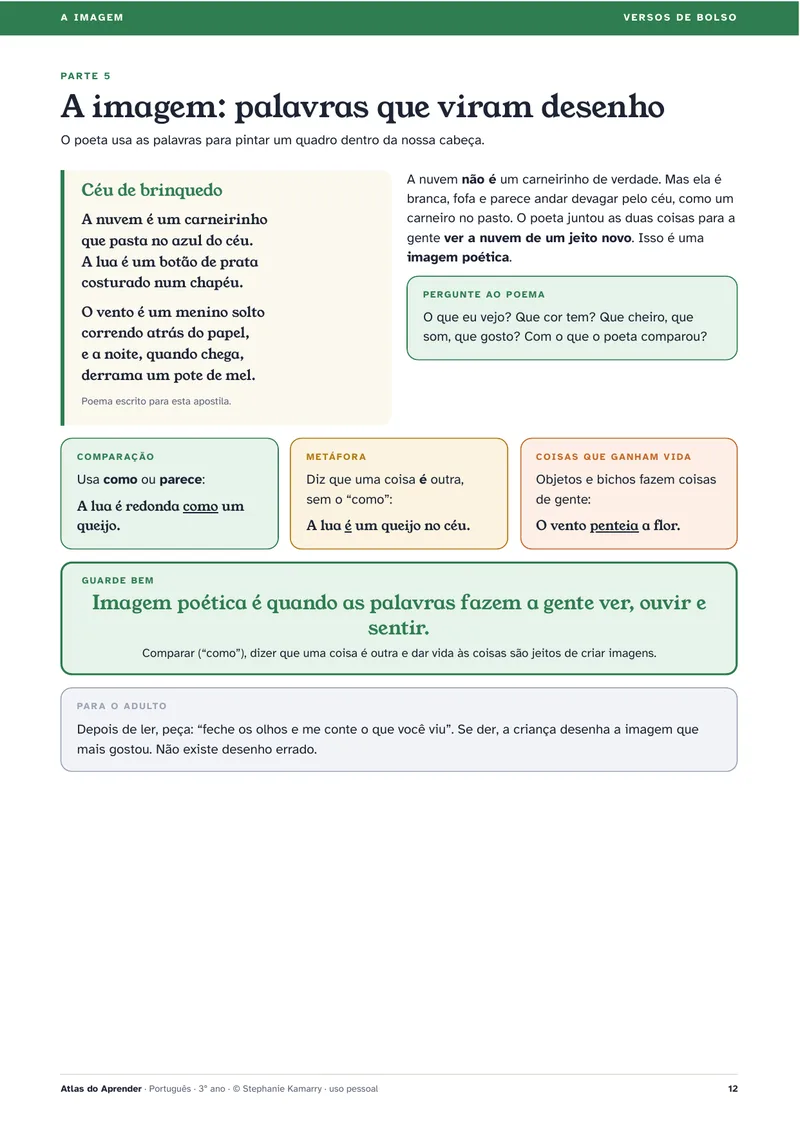 A IMAGEM
VERSOS DE BOLSO
PARTE 5
A imagem: palavras que viram desenho
O poeta usa as palavras para pintar um quadro dentro da nossa cabeça.
Céu de brinquedo
A nuvem é um carneirinho
que pasta no azul do céu.
A lua é um botão de prata
costurado num chapéu.
O vento é um menino solto
correndo atrás do papel,
e a noite, quando chega,
derrama um pote de mel.
Poema escrito para esta apostila.
A nuvem não é um carneirinho de verdade. Mas ela é
branca, fofa e parece andar devagar pelo céu, como um
carneiro no pasto. O poeta juntou as duas coisas para a
gente ver a nuvem de um jeito novo. Isso é uma
imagem poética.
PERGUNTE AO POEMA
O que eu vejo? Que cor tem? Que cheiro, que
som, que gosto? Com o que o poeta comparou?
COMPARAÇÃO
Usa como ou parece:
A lua é redonda como um
queijo.
METÁFORA
Diz que uma coisa é outra,
sem o “como”:
A lua é um queijo no céu.
COISAS QUE GANHAM VIDA
Objetos e bichos fazem coisas
de gente:
O vento penteia a flor.
GUARDE BEM
Imagem poética é quando as palavras fazem a gente ver, ouvir e
sentir.
Comparar (“como”), dizer que uma coisa é outra e dar vida às coisas são jeitos de criar imagens.
PARA O ADULTO
Depois de ler, peça: “feche os olhos e me conte o que você viu”. Se der, a criança desenha a imagem que
mais gostou. Não existe desenho errado.
Atlas do Aprender · Português · 3º ano · © Stephanie Kamarry · uso pessoal
12